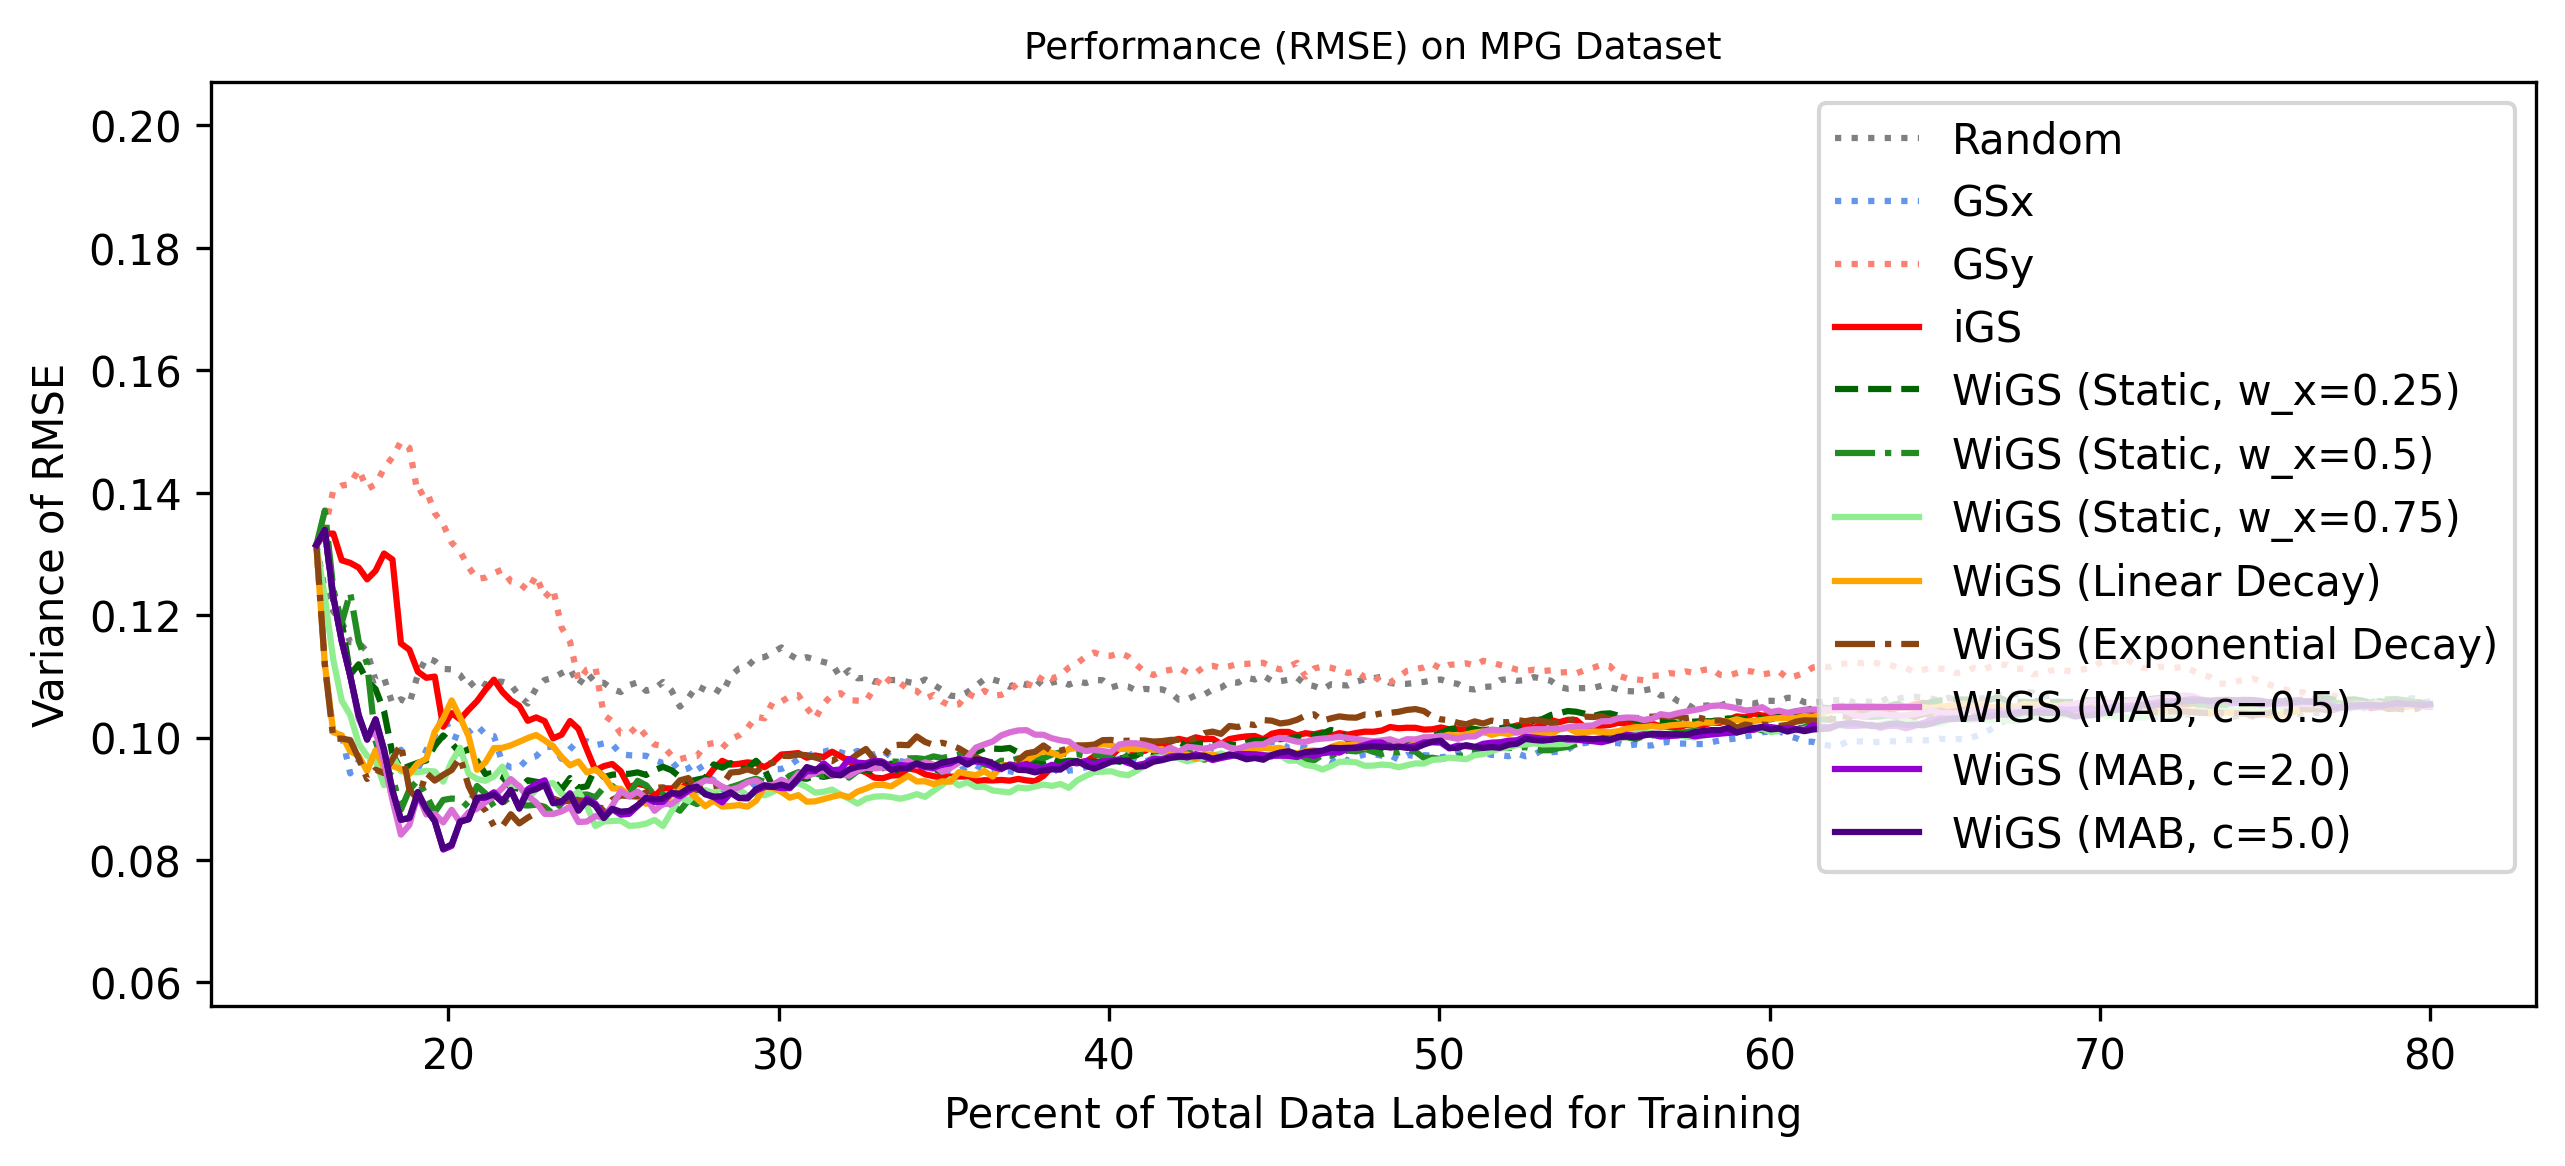 Performance (RMSE) on MPG Dataset
Variance of RMSE
0.20
0.18
0.16
0.14
0.12
0.10
0.08
0.06
Random
GSx
GSy
iGS
WiGS (Static, w_x=0.25)
WiGS (Static, w_x=0.5)
WiGS (Static, w_x=0.75)
WiGS (Linear Decay)
WiGS (Exponential Decay)
WiGS (MAB, c=0.5)
WiGS (MAB, c=2.0)
WiGS (MAB, c=5.0)
20 30 40 50 60 70 80
Percent of Total Data Labeled for Training